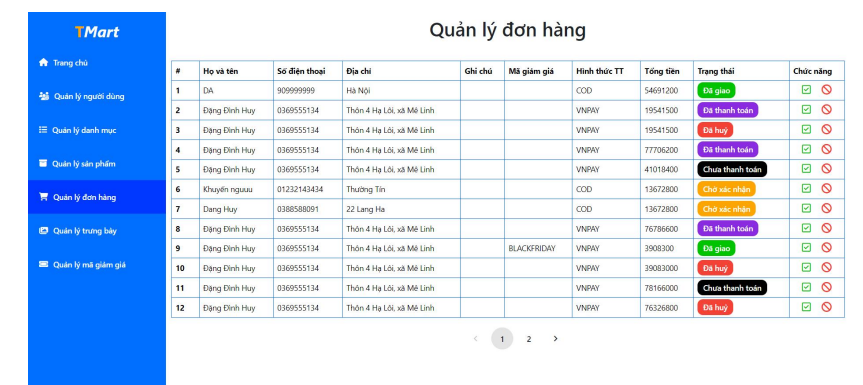 TMart
Trang chủ
Quản lý người dùng
Quản lý danh mục
Quản lý sản phẩm
Quản lý đơn hàng
Quản lý trưng bày
Quản lý mã giảm giá
Quản lý đơn hàng
# Họ và tên Số điện thoại Địa chỉ Ghi chú Mã giảm giá Hình thức TT Tổng tiền Trạng thái Chức năng
1 DA 909999999 Hà Nội COD 54691200 Đã giao
2 Đặng Đình Huy 0369555134 Thôn 4 Hạ Lôi, xã Mê Linh VNPAY 19541500 Đã thanh toán
3 Đặng Đình Huy 0369555134 Thôn 4 Hạ Lôi, xã Mê Linh VNPAY 19541500 Đã huỷ
4 Đặng Đình Huy 0369555134 Thôn 4 Hạ Lôi, xã Mê Linh VNPAY 77706200 Đã thanh toán
5 Đặng Đình Huy 0369555134 Thôn 4 Hạ Lôi, xã Mê Linh VNPAY 41018400 Chưa thanh toán
6 Khuyến nguuu 01232143434 Thường Tín COD 13672800 Chờ xác nhận
7 Dang Huy 0388588091 22 Lang Ha COD 13672800 Chờ xác nhận
8 Đặng Đình Huy 0369555134 Thôn 4 Hạ Lôi, xã Mê Linh VNPAY 76786600 Đã thanh toán
9 Đặng Đình Huy 0369555134 Thôn 4 Hạ Lôi, xã Mê Linh BLACKFRIDAY VNPAY 3908300 Đã giao
10 Đặng Đình Huy 0369555134 Thôn 4 Hạ Lôi, xã Mê Linh VNPAY 39083000 Đã huỷ
11 Đặng Đình Huy 0369555134 Thôn 4 Hạ Lôi, xã Mê Linh VNPAY 78166000 Chưa thanh toán
12 Đặng Đình Huy 0369555134 Thôn 4 Hạ Lôi, xã Mê Linh VNPAY 76326800 Đã huỷ
< 1 2 >